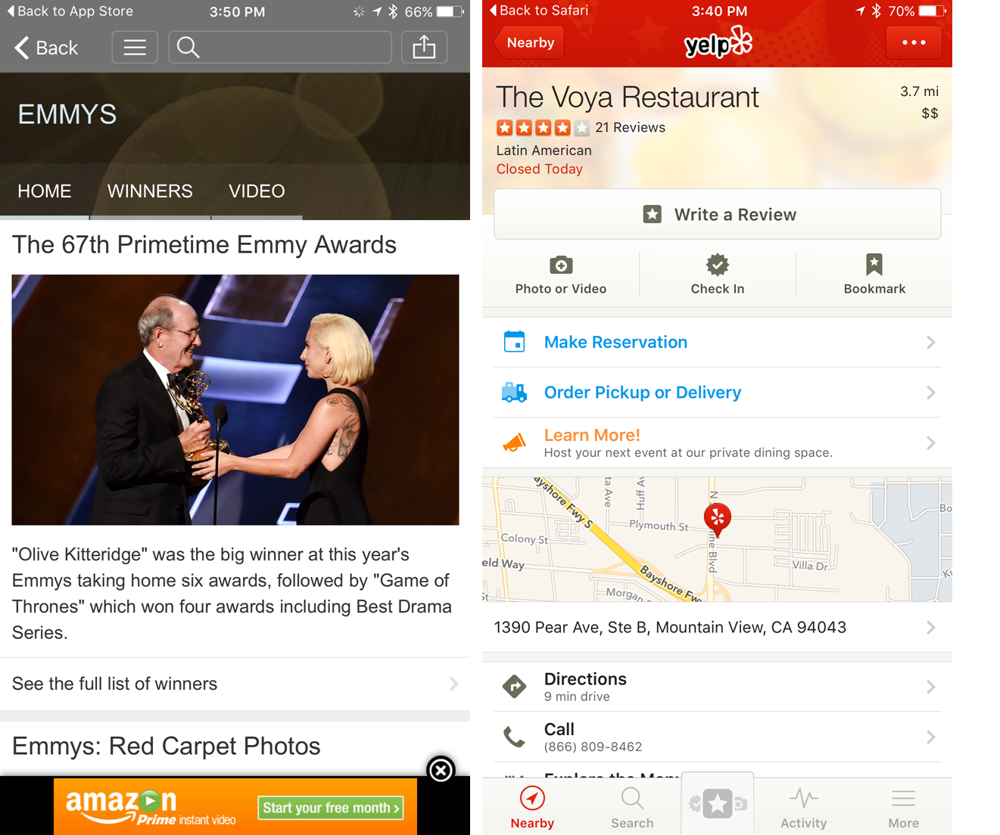 Back to App Store
3:50 PM
66%
Back
EMMYS
HOME WINNERS VIDEO
The 67th Primetime Emmy Awards
"Olive Kitteridge" was the big winner at this year's
Emmys taking home six awards, followed by "Game of
Thrones" which won four awards including Best Drama
Series.
See the full list of winners
Emmys: Red Carpet Photos
amazon
Prime instant video
Start your free month >
Back to Safari
3:40 PM
70%
Nearby
yelp
The Voya Restaurant
3.7 mi
21 Reviews
$$
Latin American
Closed Today
Write a Review
Photo or Video
Check In
Bookmark
Make Reservation
Order Pickup or Delivery
Learn More!
Host your next event at our private dining space.
ayshore Fwy S
ta Ave
Huff Av
Plymouth St
Colony St
eld Way
Bayshore Fwy
Morgan
ne Blvd
Villa Dr
Bo
1390 Pear Ave, Ste B, Mountain View, CA 94043
Directions
9 min drive
Call
(866) 809-8462
Explore the Menu
Nearby
Search
Activity
More